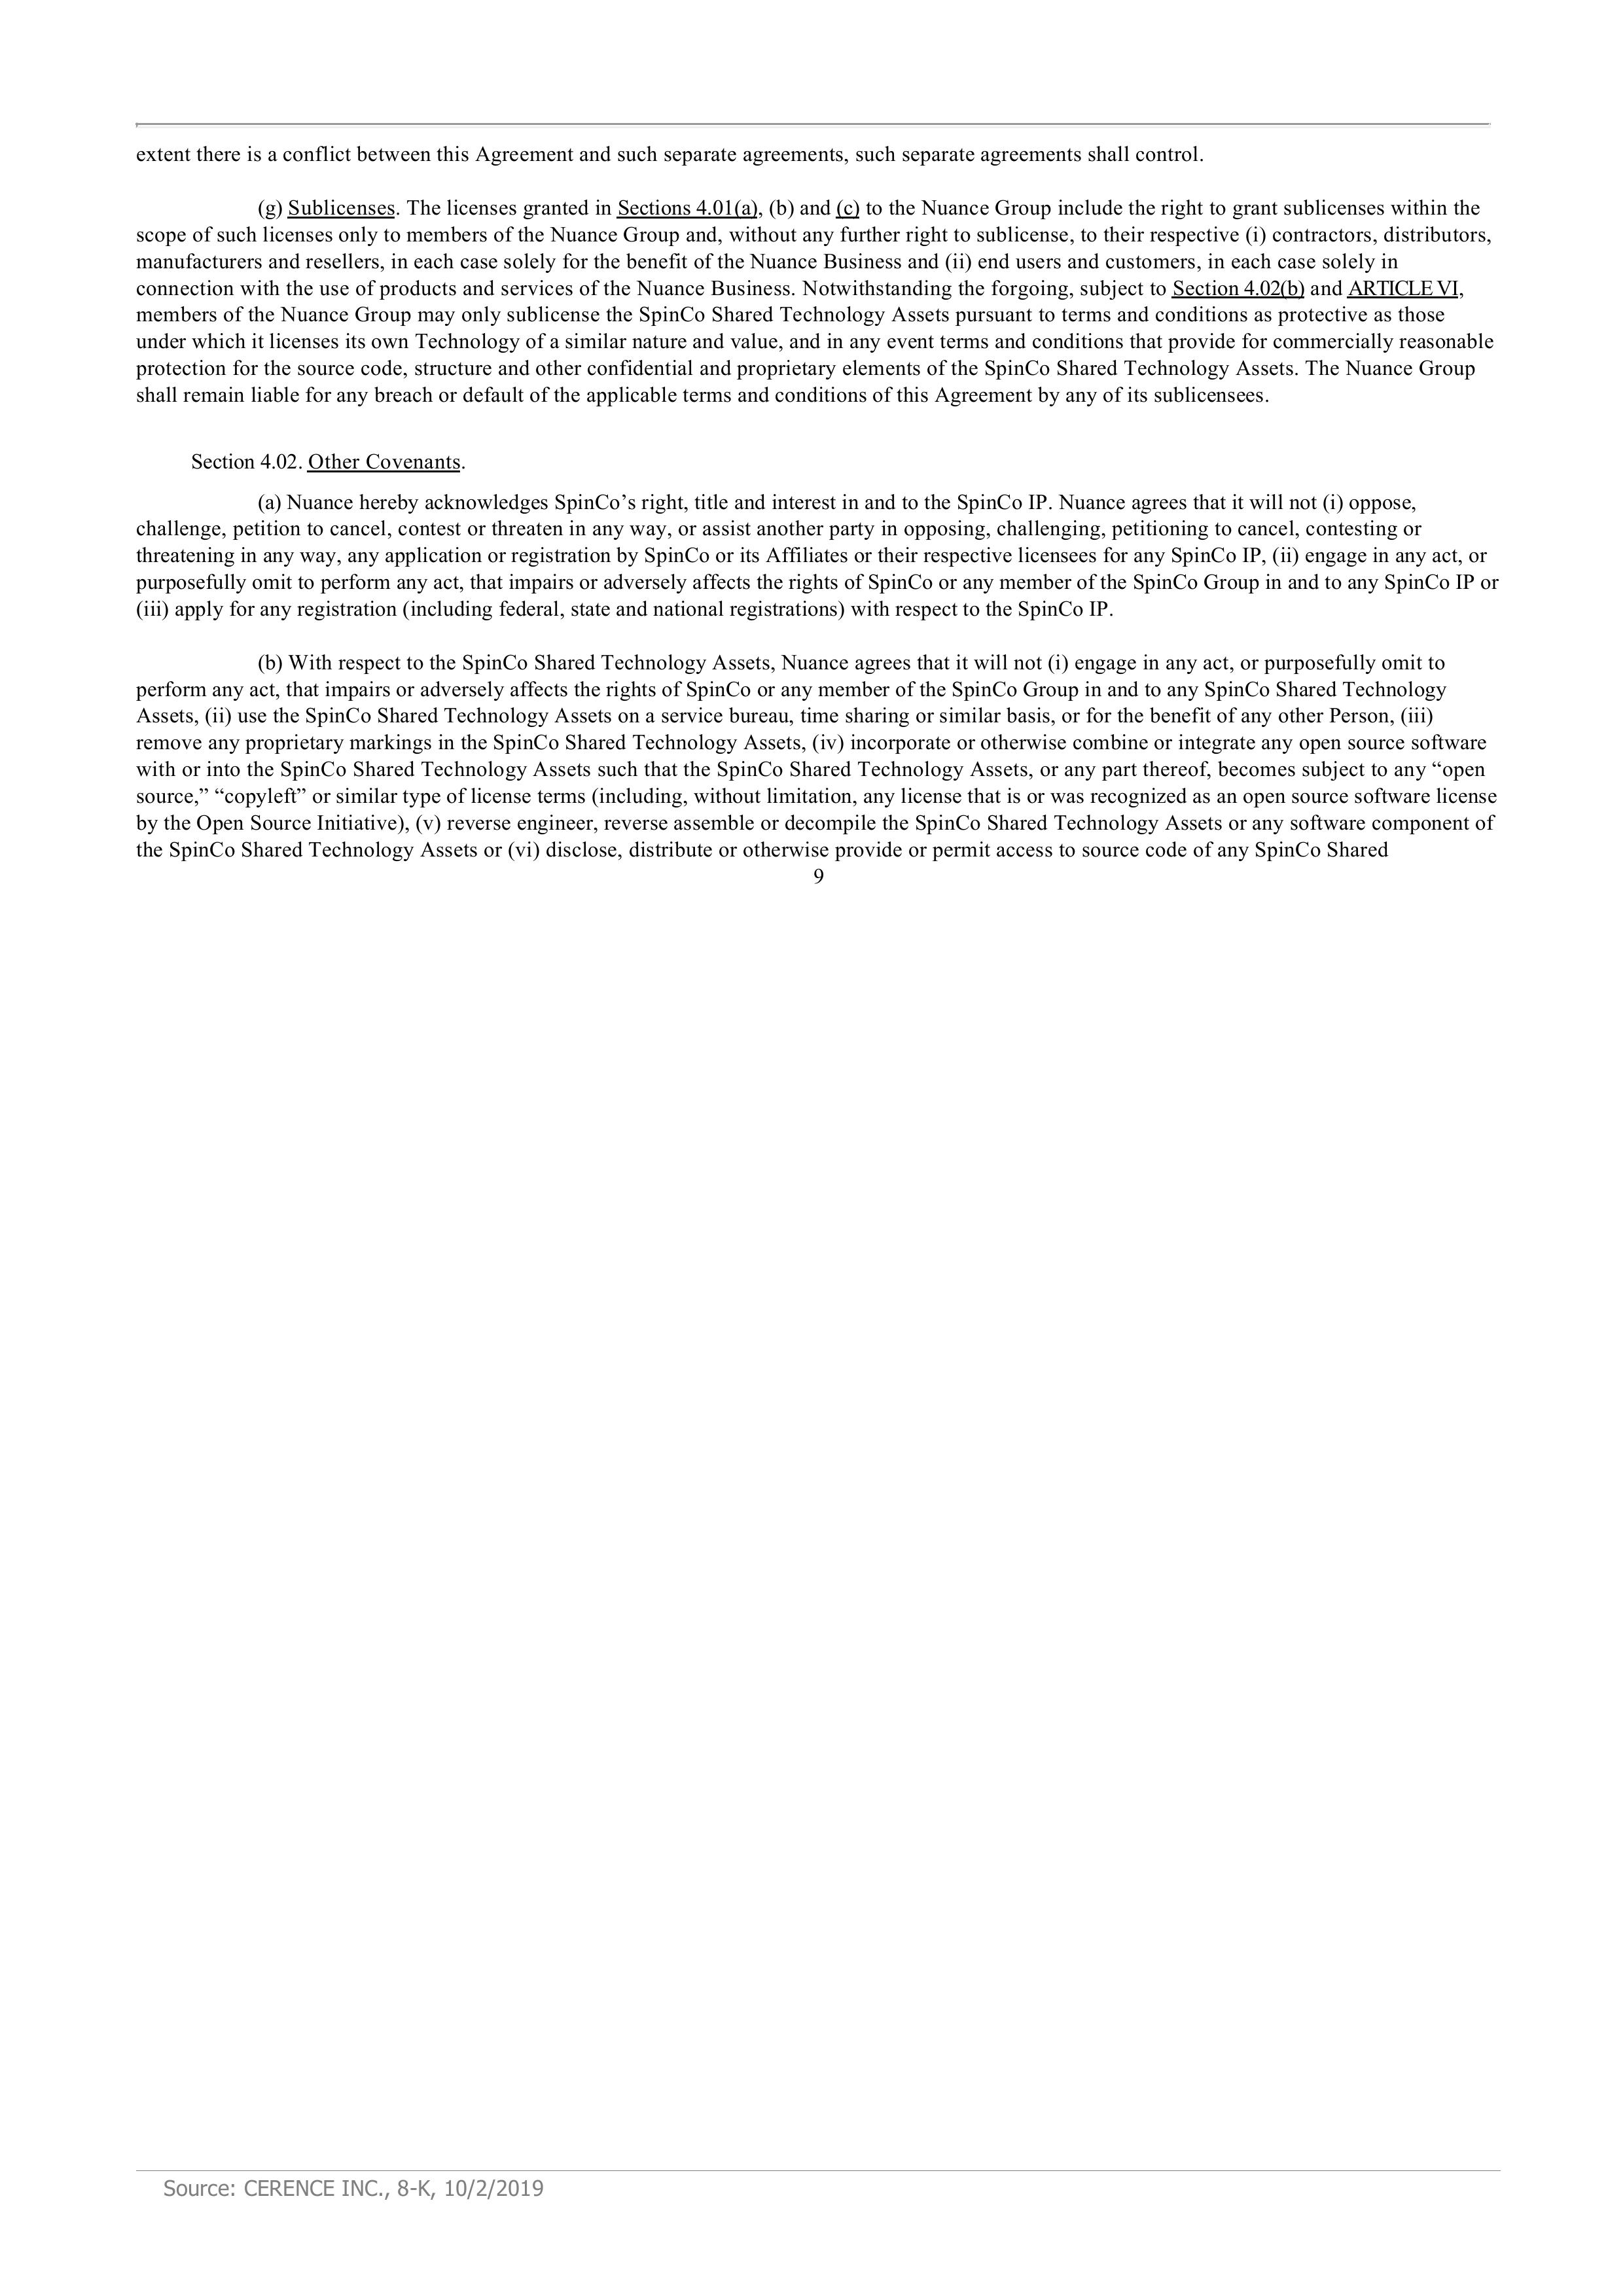 extent there is a conflict between this Agreement and such separate agreements, such separate agreements shall control.
(g) Sublicenses. The licenses granted in Sections 4.01(a), (b) and (c) to the Nuance Group include the right to grant sublicenses within the
scope of such licenses only to members of the Nuance Group and, without any further right to sublicense, to their respective (i) contractors, distributors,
manufacturers and resellers, in each case solely for the benefit of the Nuance Business and (ii) end users and customers, in each case solely in
connection with the use of products and services of the Nuance Business. Notwithstanding the forgoing, subject to Section 4.02(b) and ARTICLE VI,
members of the Nuance Group may only sublicense the SpinCo Shared Technology Assets pursuant to terms and conditions as protective as those
under which it licenses its own Technology of a similar nature and value, and in any event terms and conditions that provide for commercially reasonable
protection for the source code, structure and other confidential and proprietary elements of the SpinCo Shared Technology Assets. The Nuance Group
shall remain liable for any breach or default of the applicable terms and conditions of this Agreement by any of its sublicensees.
Section 4.02. Other Covenants.
(a) Nuance hereby acknowledges SpinCo’s right, title and interest in and to the SpinCo IP. Nuance agrees that it will not (i) oppose,
challenge, petition to cancel, contest or threaten in any way, or assist another party in opposing, challenging, petitioning to cancel, contesting or
threatening in any way, any application or registration by SpinCo or its Affiliates or their respective licensees for any SpinCo IP, (ii) engage in any act, or
purposefully omit to perform any act, that impairs or adversely affects the rights of SpinCo or any member of the SpinCo Group in and to any SpinCo IP or
(iii) apply for any registration (including federal, state and national registrations) with respect to the SpinCo IP.
(b) With respect to the SpinCo Shared Technology Assets, Nuance agrees that it will not (i) engage in any act, or purposefully omit to
perform any act, that impairs or adversely affects the rights of SpinCo or any member of the SpinCo Group in and to any SpinCo Shared Technology
Assets, (ii) use the SpinCo Shared Technology Assets on a service bureau, time sharing or similar basis, or for the benefit of any other Person, (iii)
remove any proprietary markings in the SpinCo Shared Technology Assets, (iv) incorporate or otherwise combine or integrate any open source software
with or into the SpinCo Shared Technology Assets such that the SpinCo Shared Technology Assets, or any part thereof, becomes subject to any “open
source,” “copyleft” or similar type of license terms (including, without limitation, any license that is or was recognized as an open source software license
by the Open Source Initiative), (v) reverse engineer, reverse assemble or decompile the SpinCo Shared Technology Assets or any software component of
the SpinCo Shared Technology Assets or (vi) disclose, distribute or otherwise provide or permit access to source code of any SpinCo Shared
9
Source: CERENCE INC., 8-K, 10/2/2019